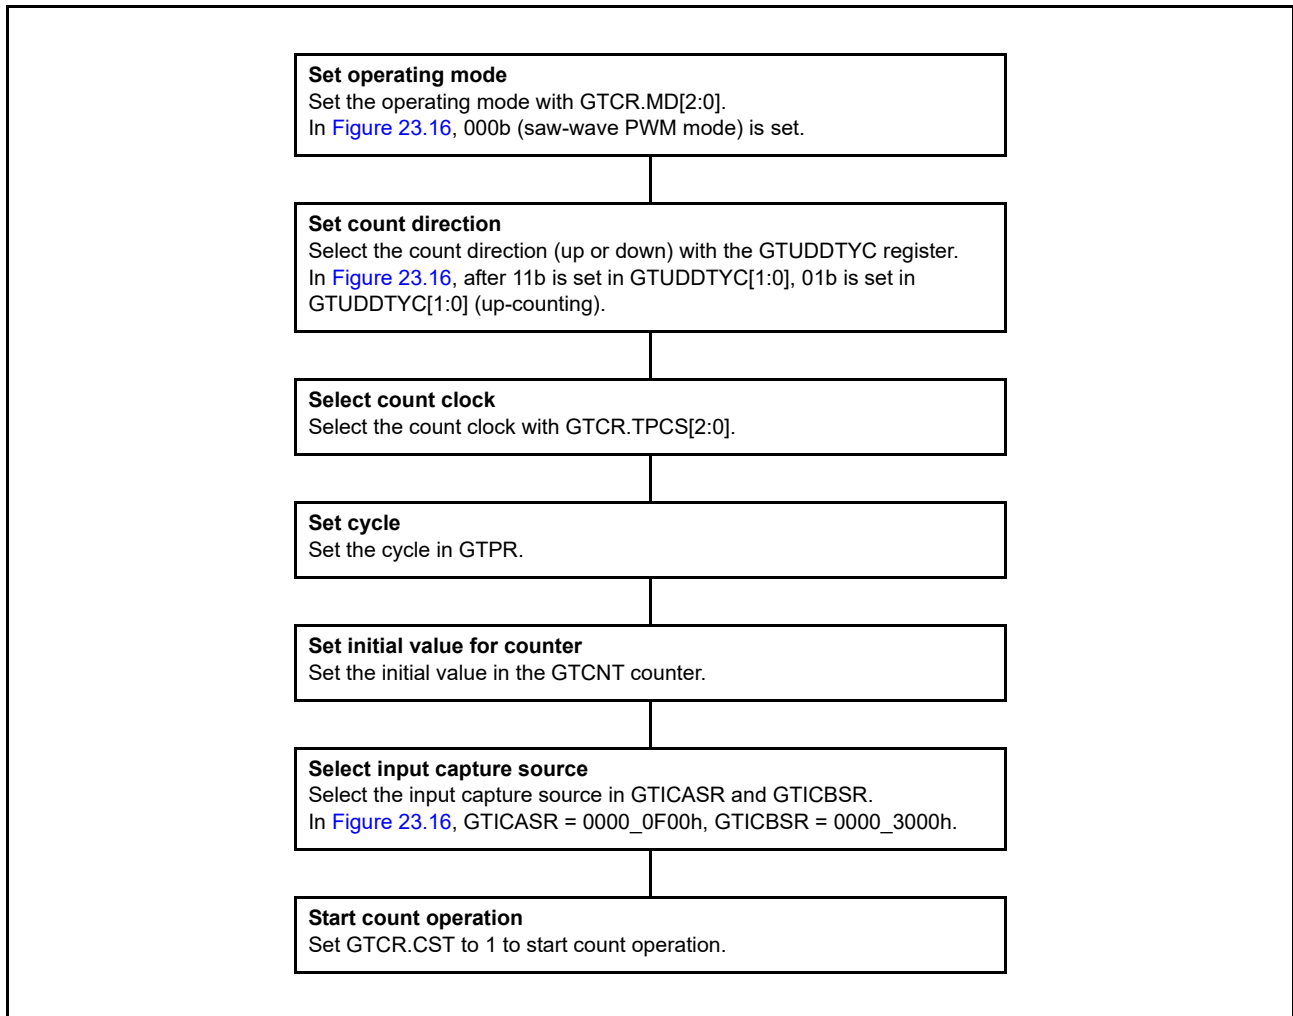 Set operating mode
Set the operating mode with GTCR.MD[2:0].
In Figure 23.16, 000b (saw-wave PWM mode) is set.
Set count direction
Select the count direction (up or down) with the GTUDDTYC register.
In Figure 23.16, after 11b is set in GTUDDTYC[1:0], 01b is set in
GTUDDTYC[1:0] (up-counting).
Select count clock
Select the count clock with GTCR.TPCS[2:0].
Set cycle
Set the cycle in GTPR.
Set initial value for counter
Set the initial value in the GTCNT counter.
Select input capture source
Select the input capture source in GTICASR and GTICBSR.
In Figure 23.16, GTICASR = 0000_0F00h, GTICBSR = 0000_3000h.
Start count operation
Set GTCR.CST to 1 to start count operation.